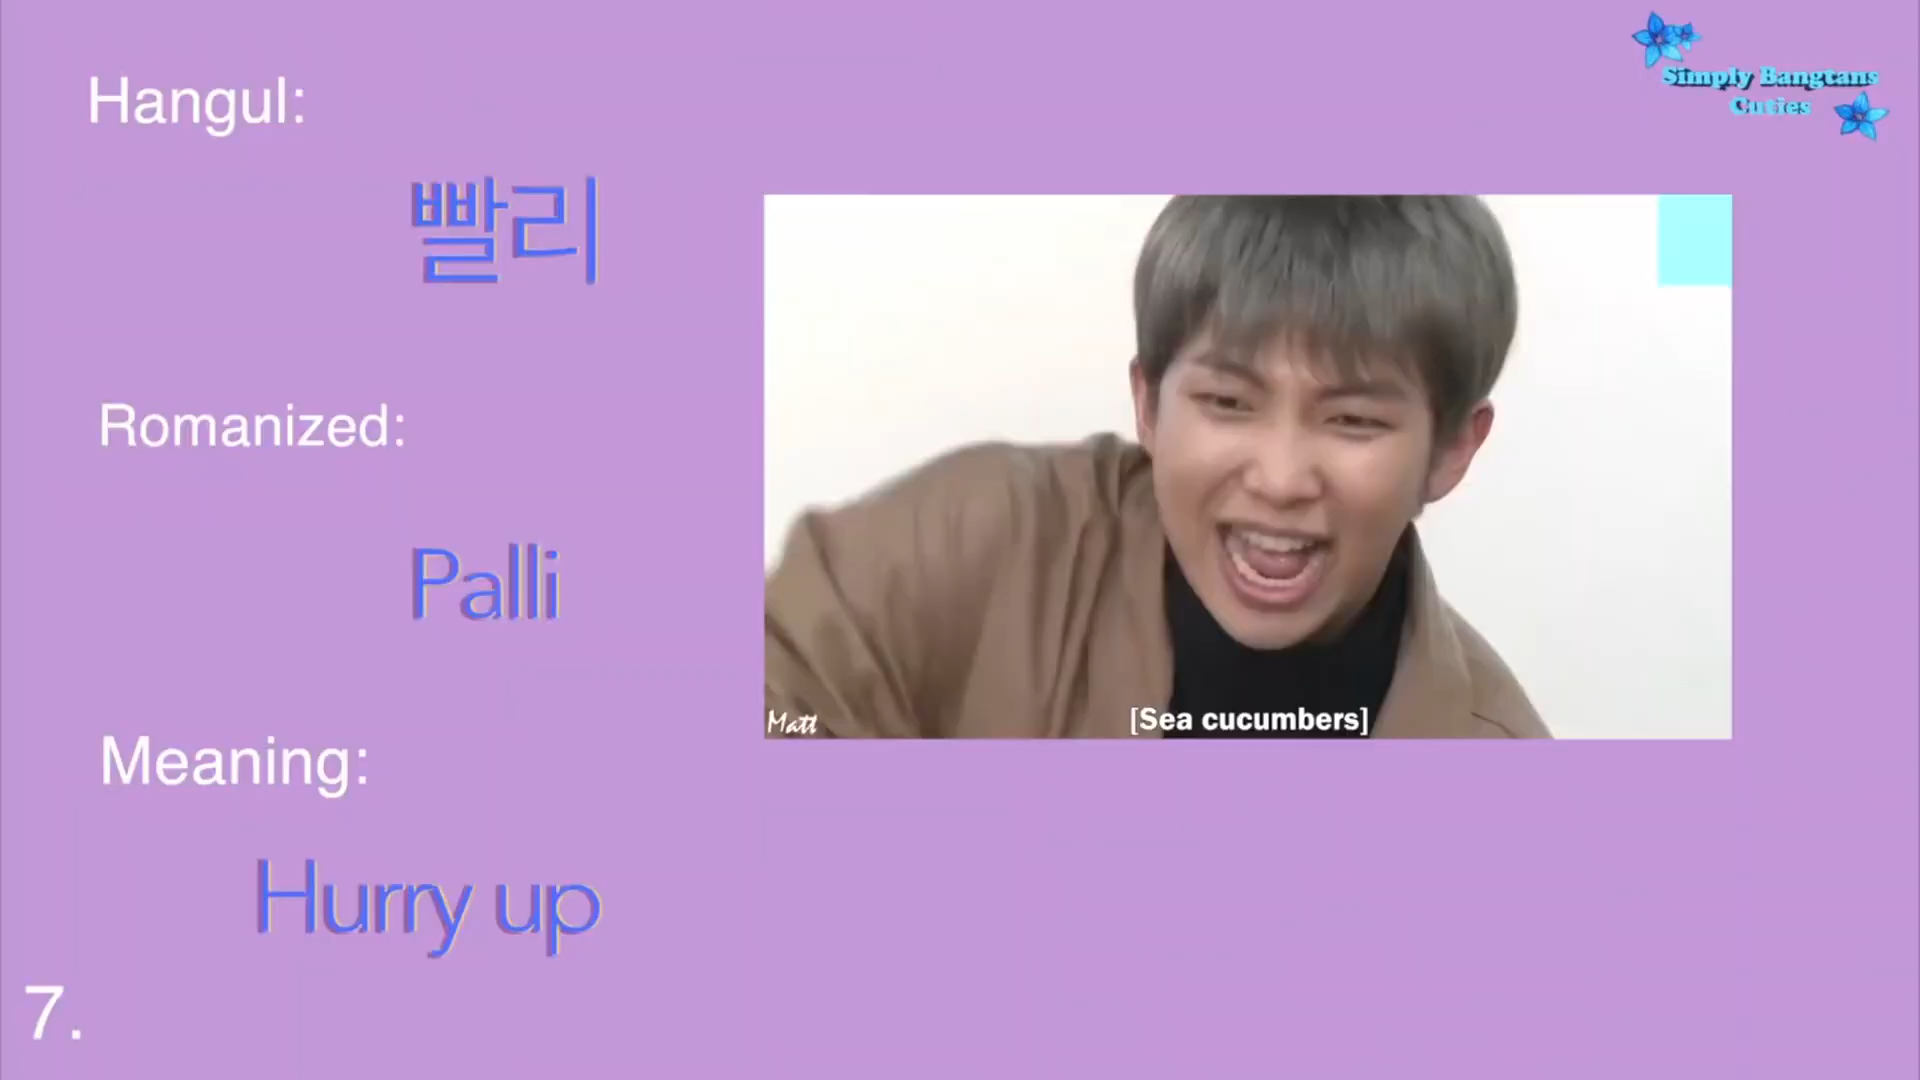 Simply Bangtans
Cuties
Hangul:
빨리
Romanized:
Palli
Matt
[Sea cucumbers]
Meaning:
Hurry up
7.